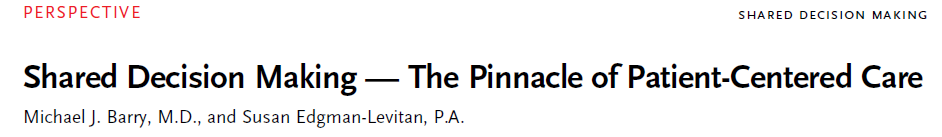 PERSPECTIVE
SHARED DECISION MAKING
Shared Decision Making — The Pinnacle of Patient-Centered Care
Michael J. Barry, M.D., and Susan Edgman-Levitan, P.A.